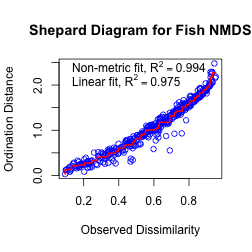 Shepard Diagram for Fish NMDS
Non-metric fit, R² = 0.994
Linear fit, R² = 0.975
Ordination Distance
2.0
1.0
0.0
0.2 0.4 0.6 0.8
Observed Dissimilarity